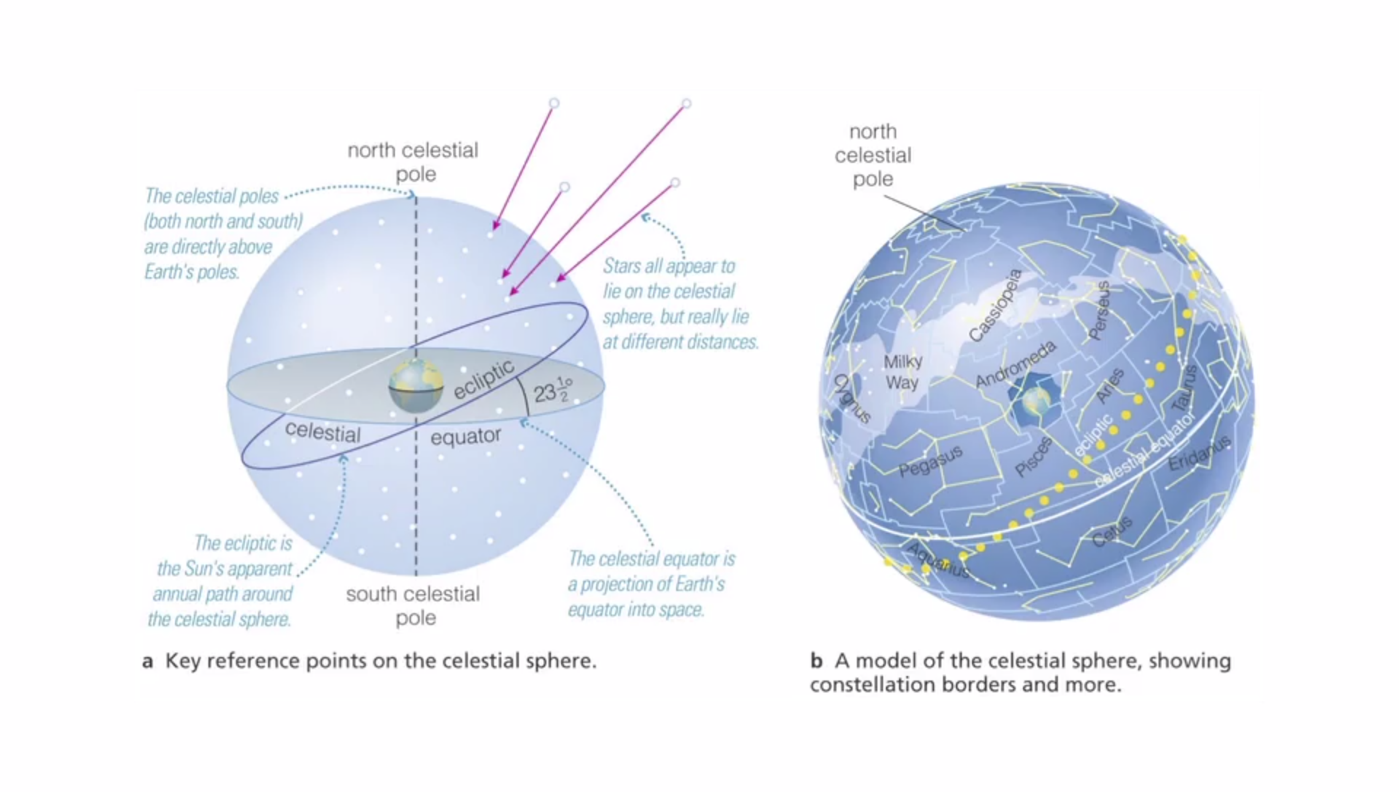 north celestial
pole
The celestial poles
(both north and south)
are directly above
Earth's poles.
Stars all appear to
lie on the celestial
sphere, but really lie
at different distances.
ecliptic
23½°
celestial
equator
The ecliptic is
the Sun's apparent
annual path around
the celestial sphere.
south celestial
pole
The celestial equator is
a projection of Earth's
equator into space.
a Key reference points on the celestial sphere.
north
celestial
pole
Cassiopeia
Perseus
Milky
Way
Andromeda
Cygnus
Aries
Taurus
Pegasus
Pisces
ecliptic
celestial equator
Eridanus
Cetus
Aquarius
b A model of the celestial sphere, showing
constellation borders and more.